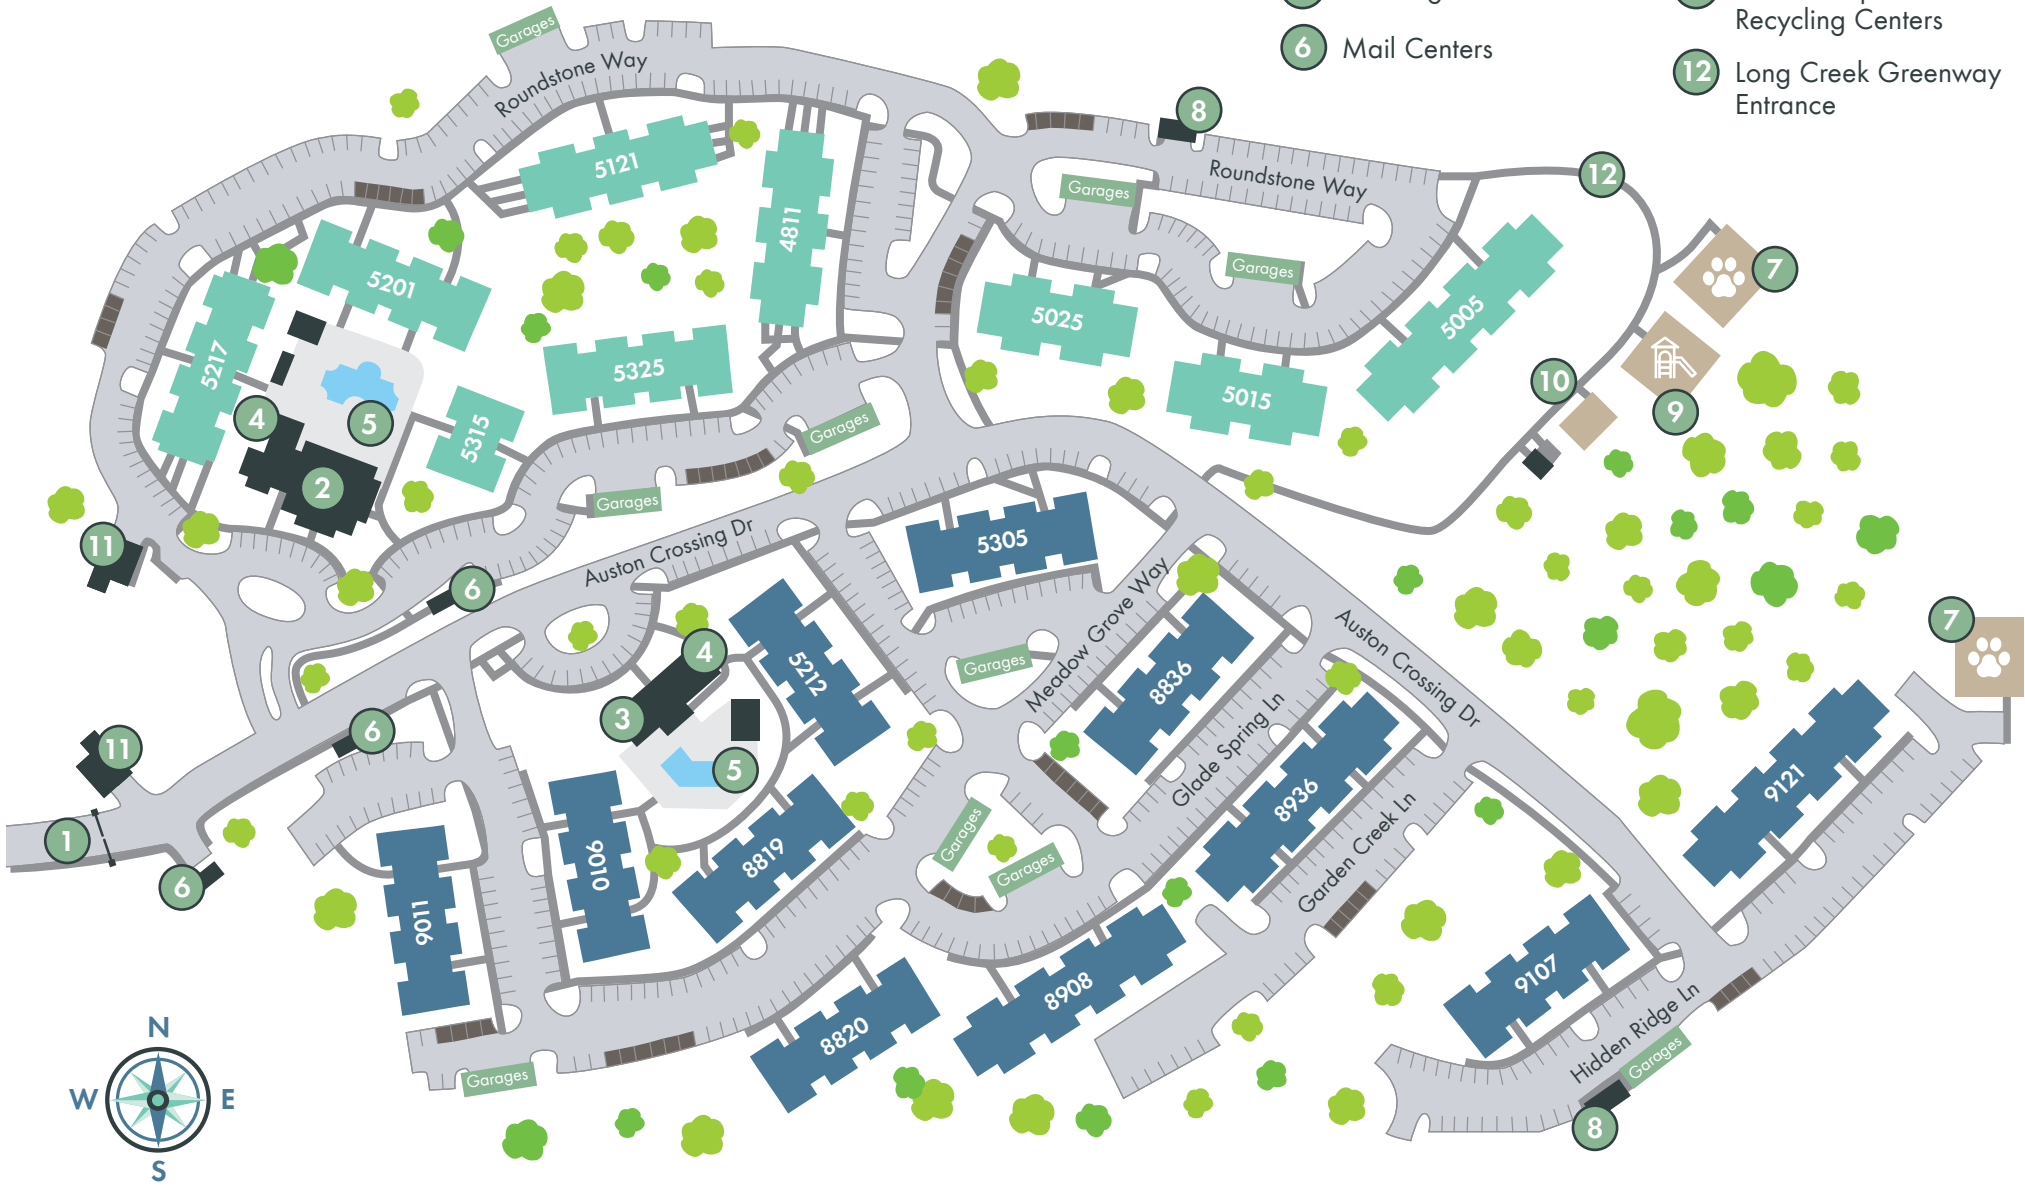 6 Mail Centers
Recycling Centers
12 Long Creek Greenway
Entrance
Garages
Roundstone Way
8
Roundstone Way
12
5121
4811
Garages
7
5201
5217
Garages
5025
5005
5325
10
9
4
5
5315
5015
Garages
2
Garages
11
Auston Crossing Dr
5305
6
Meadow Grove Way
Auston Crossing Dr
7
4
5212
Garages
8836
3
Glade Spring Ln
6
11
5
8936
9121
Garden Creek Ln
1
9010
8819
Garages
Garages
6
9011
9107
8908
8820
Hidden Ridge Ln
Garages
Garages
8
N
W
E
S